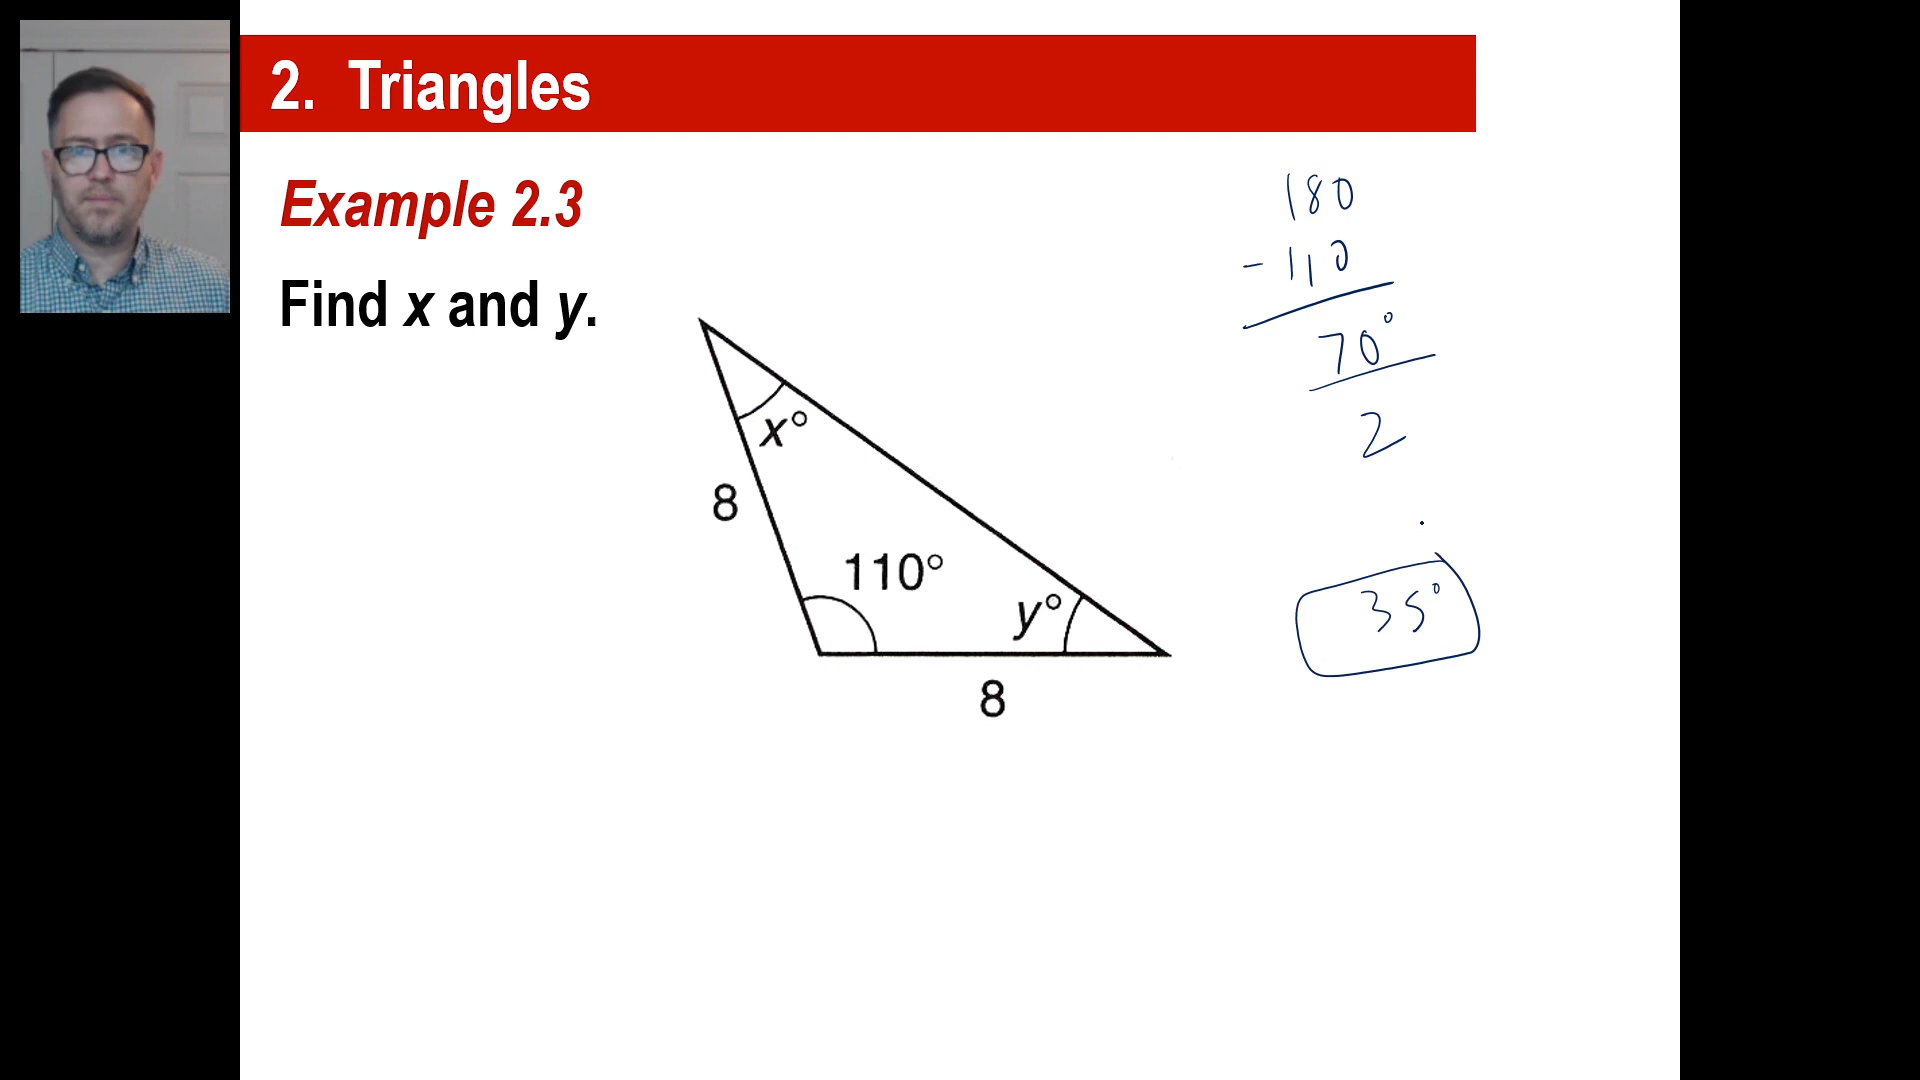 2. Triangles
Example 2.3
Find x and y.
x°
8
110°
y°
8
180
- 110
70°
2
35°